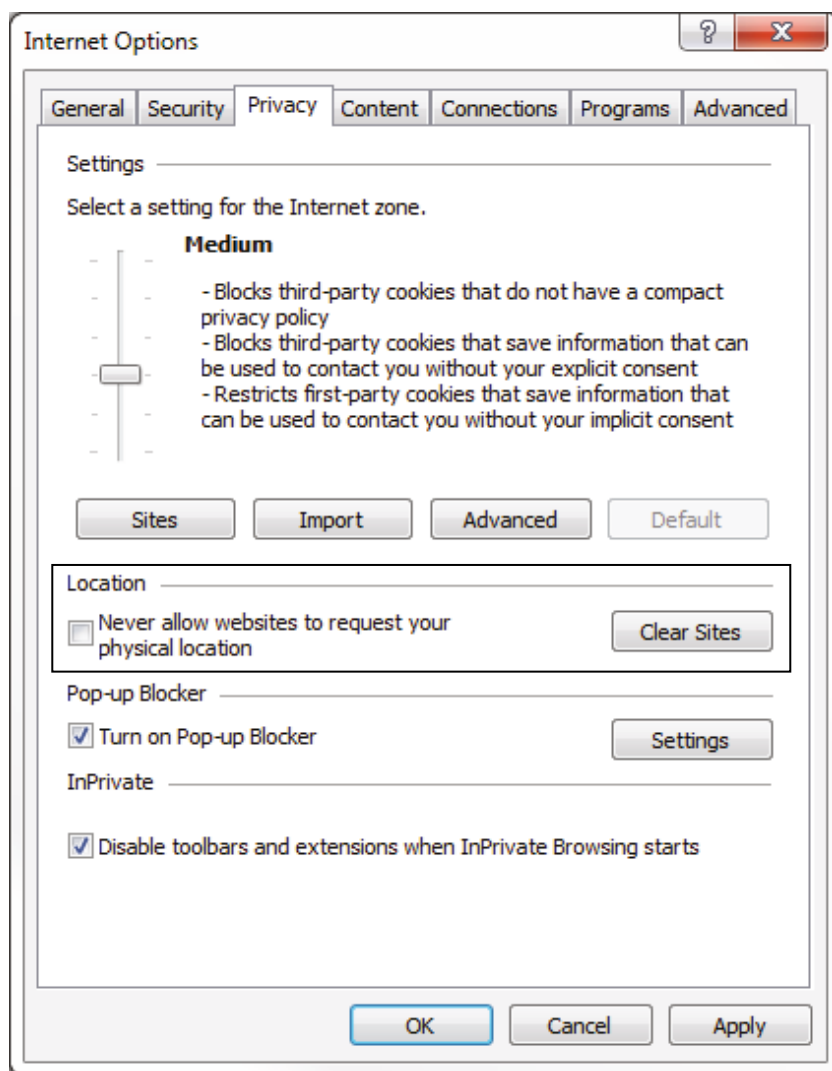 Internet Options
?
X
General Security Privacy Content Connections Programs Advanced
Settings
Select a setting for the Internet zone.
Medium
- Blocks third-party cookies that do not have a compact
privacy policy
- Blocks third-party cookies that save information that can
be used to contact you without your explicit consent
- Restricts first-party cookies that save information that
can be used to contact you without your implicit consent
Sites Import Advanced Default
Location
Never allow websites to request your
physical location
Clear Sites
Pop-up Blocker
Turn on Pop-up Blocker
Settings
InPrivate
Disable toolbars and extensions when InPrivate Browsing starts
OK Cancel Apply